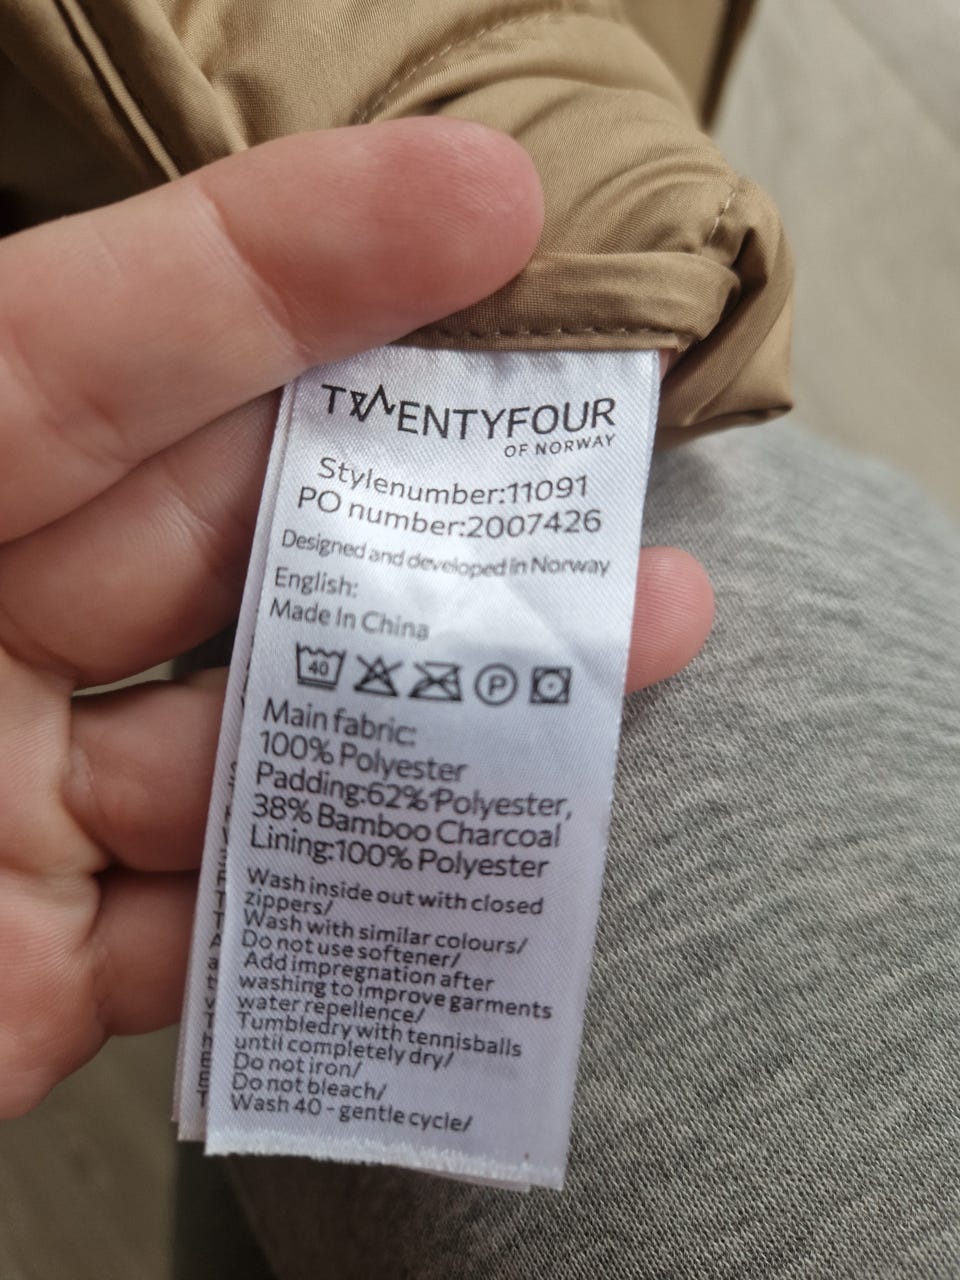 TWENTYFOUR
OF NORWAY
Stylenumber:11091
PO number:2007426
Designed and developed in Norway
English:
Made In China
40 P
Main fabric:
100% Polyester
Padding:62% Polyester,
38% Bamboo Charcoal
Lining:100% Polyester
Wash inside out with closed
zippers/
Wash with similar colours/
Do not use softener/
Add impregnation after
washing to improve garments
water repellence/
Tumbledry with tennisballs
until completely dry/
Do not iron/
Do not bleach/
Wash 40 - gentle cycle/